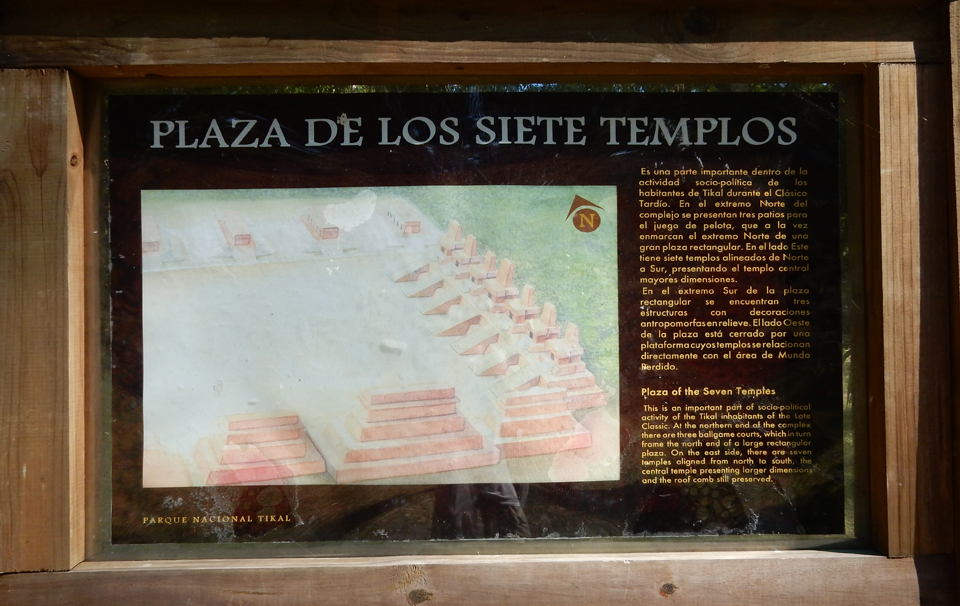 PLAZA DE LOS SIETE TEMPLOS
N
Es una parte importante dentro de la
actividad socio-política de los
habitantes de Tikal durante el Clásico
Tardío. En el extremo Norte del
complejo se presentan tres patios para
el juego de pelota, que a la vez
enmarcan el extremo Norte de una
gran plaza rectangular. En el lado Este
tiene siete templos alineados de Norte
a Sur, presentando el templo central
mayores dimensiones.
En el extremo Sur de la plaza
rectangular se encuentran tres
estructuras con decoraciones
antropomorfas en relieve. El lado Oeste
de la plaza está cerrado por una
plataforma cuyos templos se relacionan
directamente con el área de Mundo
Perdido.
Plaza of the Seven Temples
This is an important part of socio-political
activity of the Tikal inhabitants of the Late
Classic. At the northern end of the complex
there are three ballgame courts, which in turn
frame the north end of a large rectangular
plaza. On the east side, there are seven
temples aligned from north to south, the
central temple presenting larger dimensions
and the roof comb still preserved.
PARQUE NACIONAL TIKAL